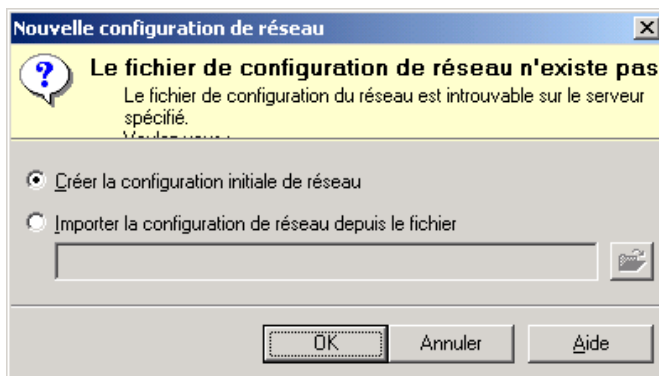 Nouvelle configuration de réseau
Le fichier de configuration de réseau n'existe pas
Le fichier de configuration du réseau est introuvable sur le serveur
spécifié.
Voulez-vous :
Créer la configuration initiale de réseau
Importer la configuration de réseau depuis le fichier
OK
Annuler
Aide